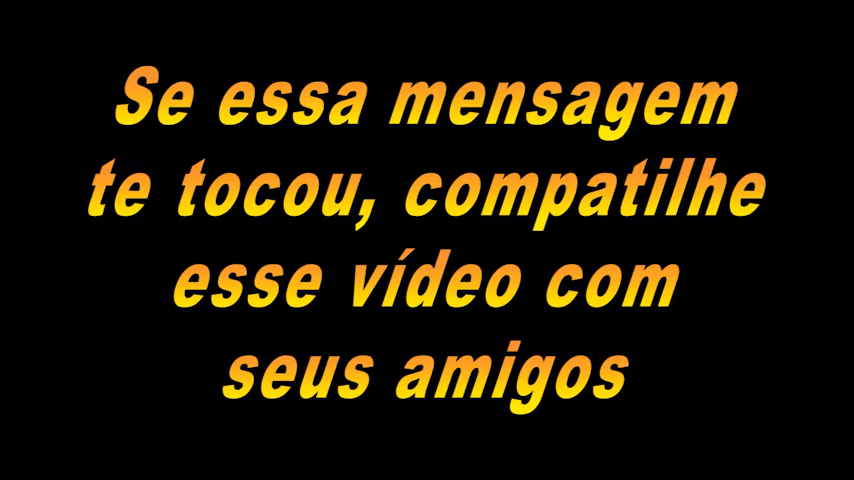 Se essa mensagem
te tocou, compatilhe
esse vídeo com
seus amigos